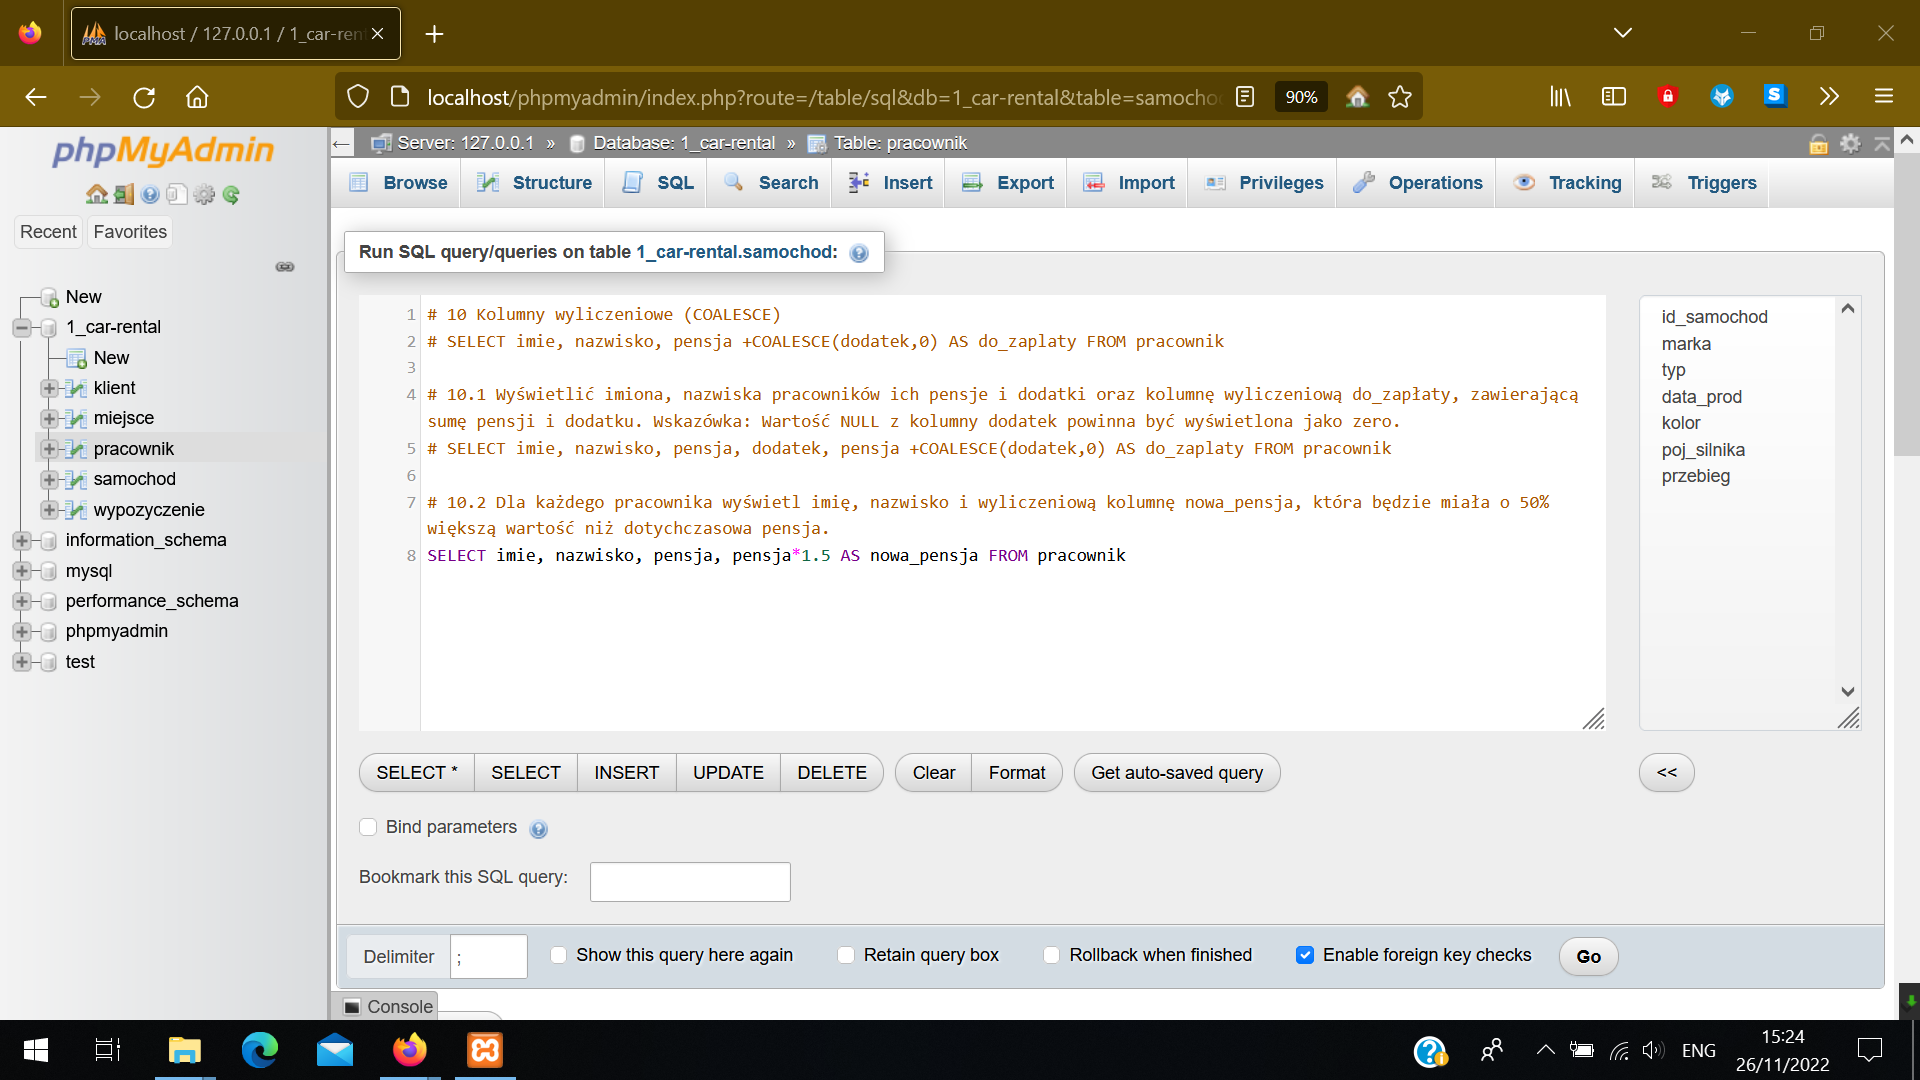 localhost / 127.0.0.1 / 1_car-ren
localhost/phpmyadmin/index.php?route=/table/sql&db=1_car-rental&table=samocho
90%
phpMyAdmin
Recent
Favorites
New
1_car-rental
New
klient
miejsce
pracownik
samochod
wypozyczenie
information_schema
mysql
performance_schema
phpmyadmin
test
Server: 127.0.0.1 » Database: 1_car-rental » Table: pracownik
Browse
Structure
SQL
Search
Insert
Export
Import
Privileges
Operations
Tracking
Triggers
Run SQL query/queries on table 1_car-rental.samochod:
1 # 10 Kolumny wyliczeniowe (COALESCE)
2 # SELECT imie, nazwisko, pensja +COALESCE(dodatek,0) AS do_zaplaty FROM pracownik
3
4 # 10.1 Wyświetlić imiona, nazwiska pracowników ich pensje i dodatki oraz kolumnę wyliczeniową do_zapłaty, zawierającą
sumę pensji i dodatku. Wskazówka: Wartość NULL z kolumny dodatek powinna być wyświetlona jako zero.
5 # SELECT imie, nazwisko, pensja, dodatek, pensja +COALESCE(dodatek,0) AS do_zaplaty FROM pracownik
6
7 # 10.2 Dla każdego pracownika wyświetl imię, nazwisko i wyliczeniową kolumnę nowa_pensja, która będzie miała o 50%
większą wartość niż dotychczasowa pensja.
8 SELECT imie, nazwisko, pensja, pensja*1.5 AS nowa_pensja FROM pracownik
id_samochod
marka
typ
data_prod
kolor
poj_silnika
przebieg
SELECT *
SELECT
INSERT
UPDATE
DELETE
Clear
Format
Get auto-saved query
<<
Bind parameters
Bookmark this SQL query:
Delimiter ;
Show this query here again
Retain query box
Rollback when finished
Enable foreign key checks
Go
Console
ENG
15:24
26/11/2022